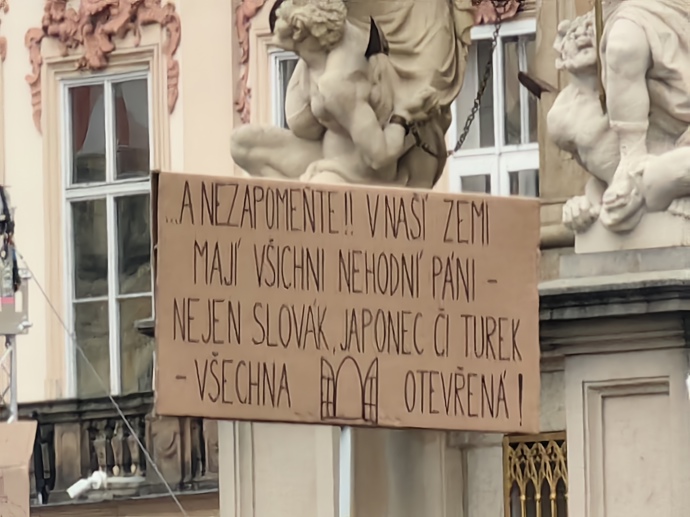 ...A NEZAPOMEŇTE!! V NAŠÍ ZEMI
MAJÍ VŠICHNI NEHODNÍ PÁNI -
NEJEN SLOVÁK, JAPONEC ČI TUREK
- VŠECHNA OTEVŘENÁ!